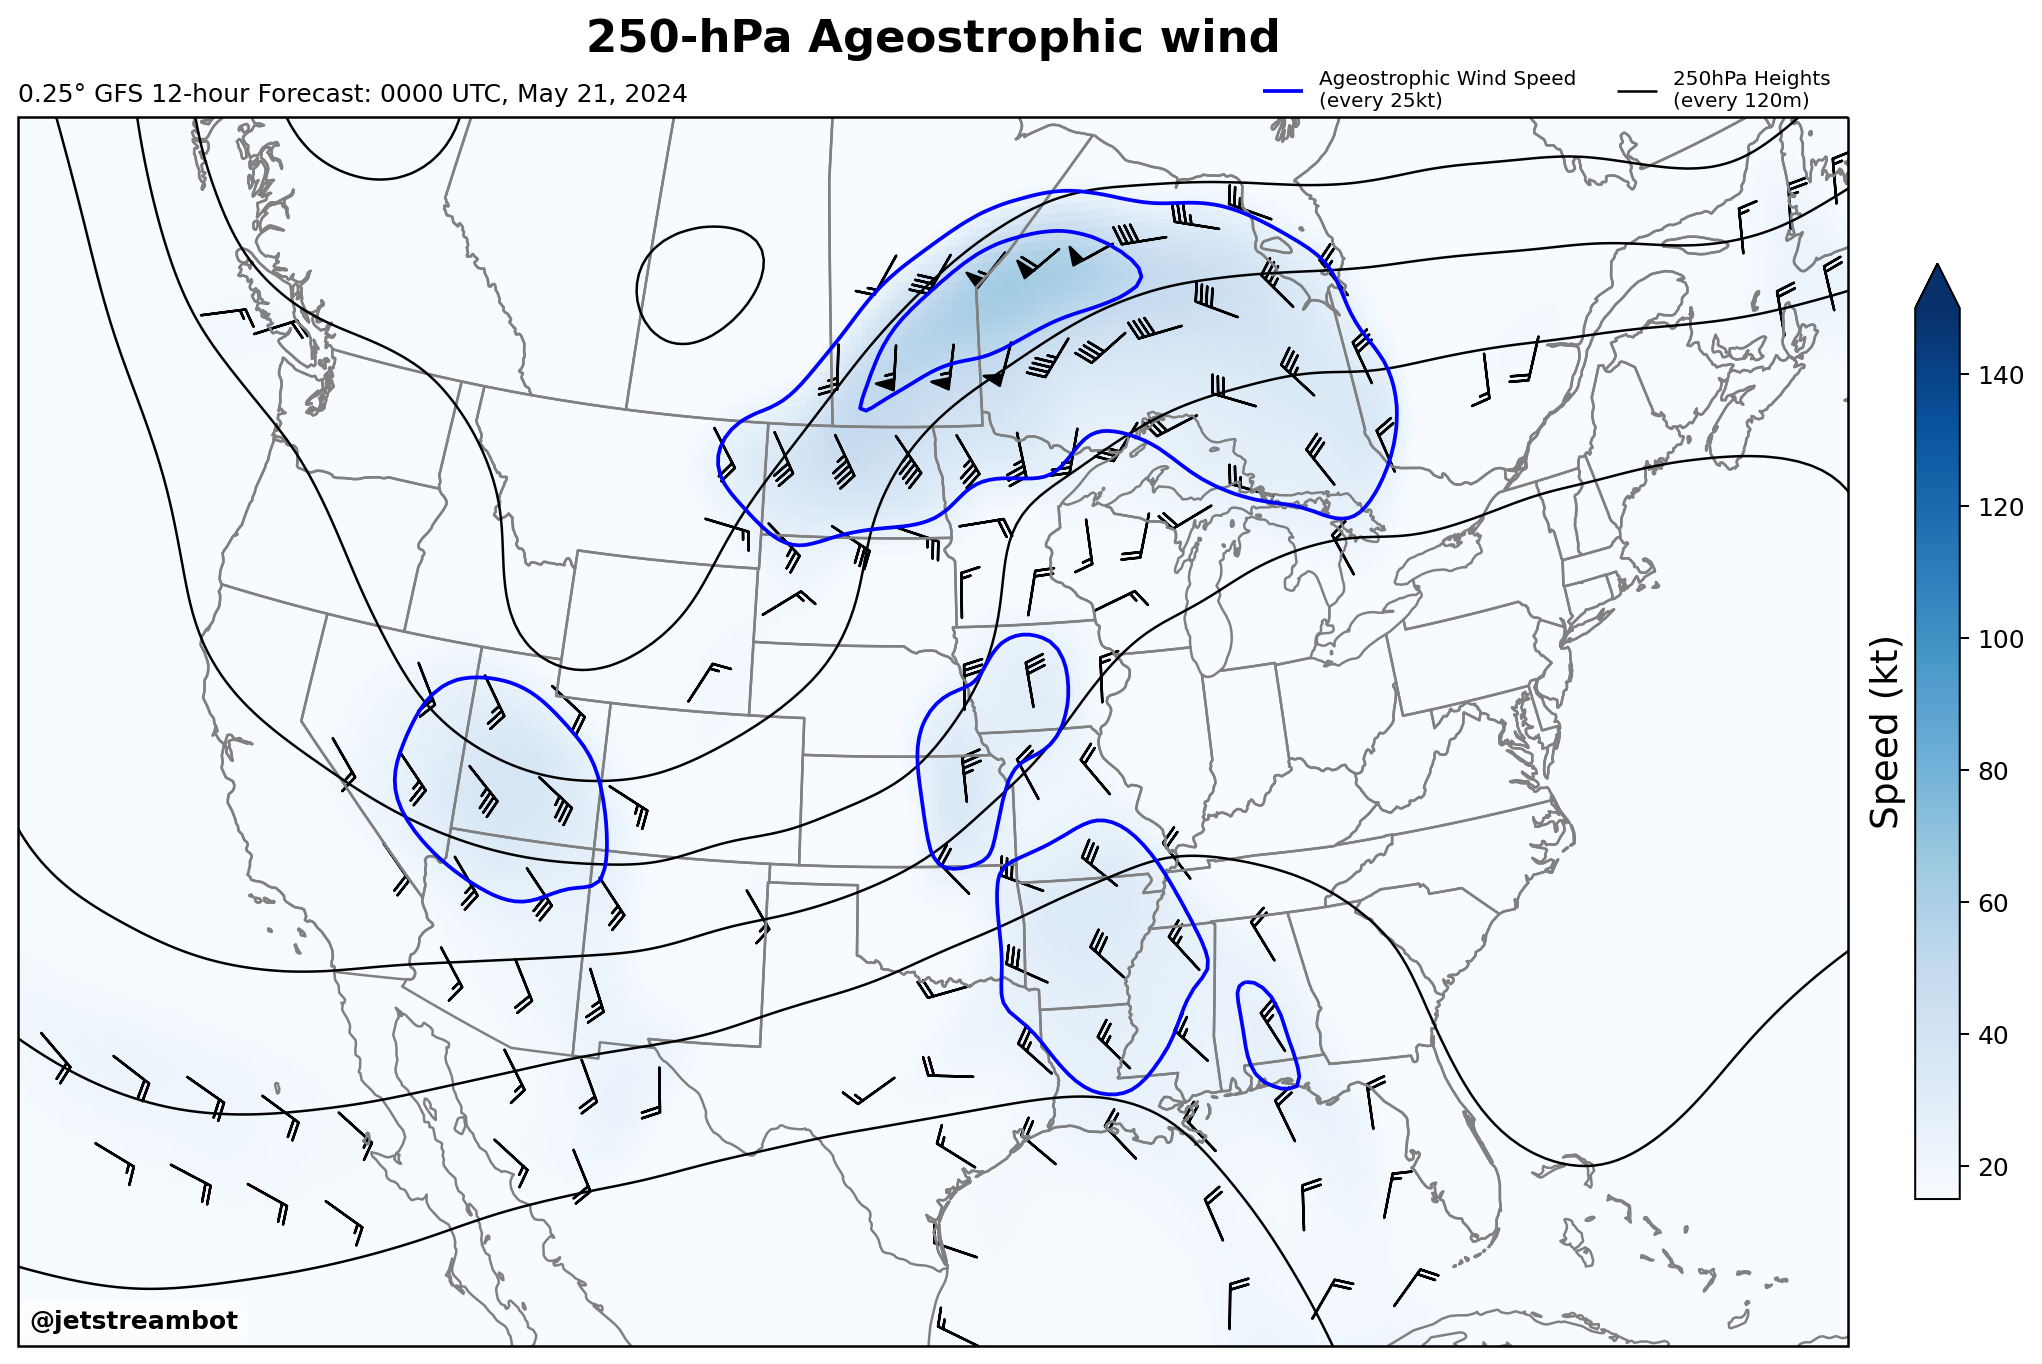 250-hPa Ageostrophic wind
0.25° GFS 12-hour Forecast: 0000 UTC, May 21, 2024
Ageostrophic Wind Speed
(every 25kt)
250hPa Heights
(every 120m)
140
120
100
80
60
40
20
Speed (kt)
@jetstreambot